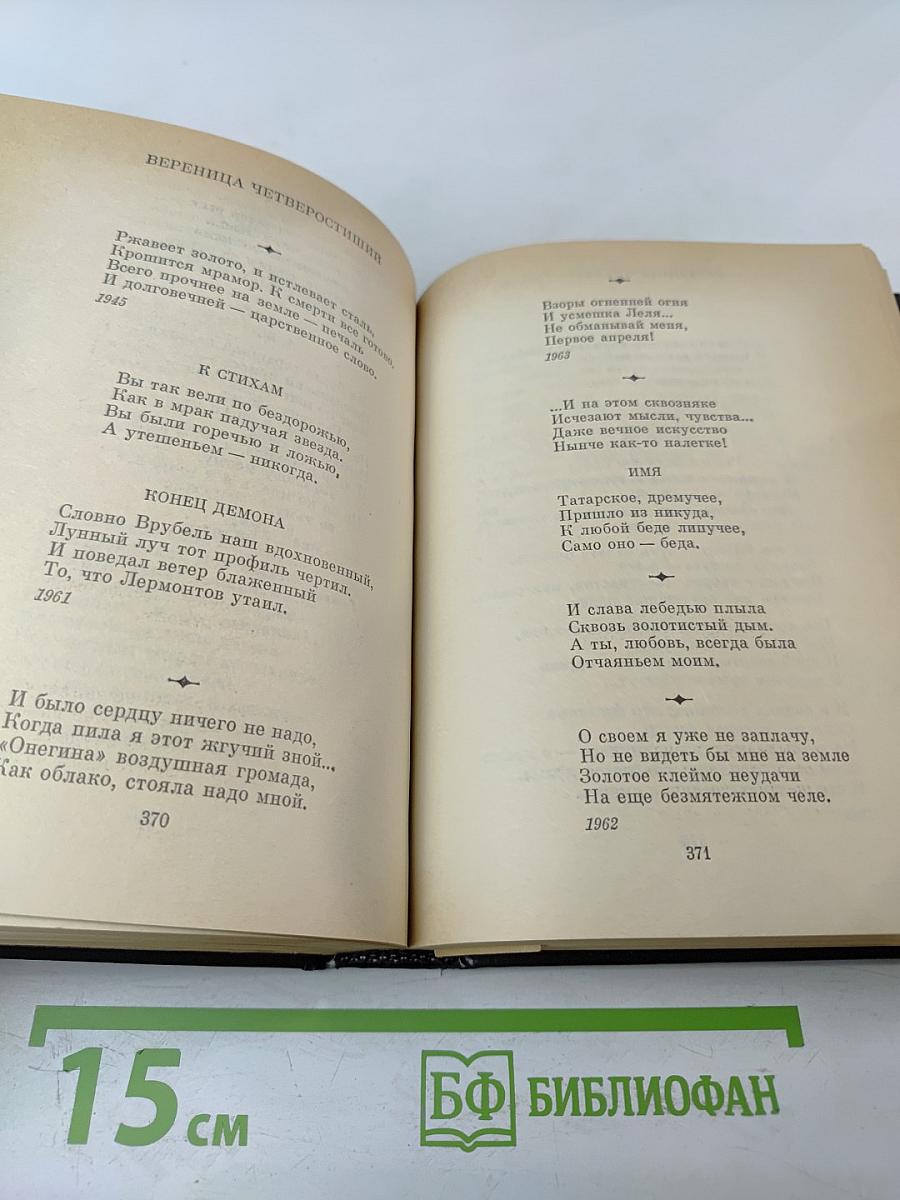 ВЕРЕНИЦА ЧЕТВЕРОСТИШИЙ
Ржавеет золото, и истлевает сталь,
Крошится мрамор. К смерти все готово.
Всего прочнее на земле — печаль
И долговечней — царственное слово.
1945
К СТИХАМ
Вы так вели по бездорожью,
Как в мрак падучая звезда.
Вы были горечью и ложью,
А утешеньем — никогда.
КОНЕЦ ДЕМОНА
Словно Врубель наш вдохновенный,
Лунный луч тот профиль чертил.
И поведал ветер блаженный
То, что Лермонтов утаил.
1961
И было сердцу ничего не надо,
Когда пила я этот жгучий зной...
«Онегина» воздушная громада,
Как облако, стояла надо мной.
370
Взоры огненней огня
И усмешка Леля...
Не обманывай меня,
Первое апреля!
1963
...И на этом сквозняке
Исчезают мысли, чувства...
Даже вечное искусство
Нынче как-то налегке!
ИМЯ
Татарское, дремучее,
Пришло из никуда,
К любой беде липучее,
Само оно — беда.
И слава лебедью плыла
Сквозь золотистый дым.
А ты, любовь, всегда была
Отчаяньем моим.
О своем я уже не заплачу,
Но не видеть бы мне на земле
Золотое клеймо неудачи
На еще безмятежном челе.
1962
371
15 см
БФ БИБЛИОФАН